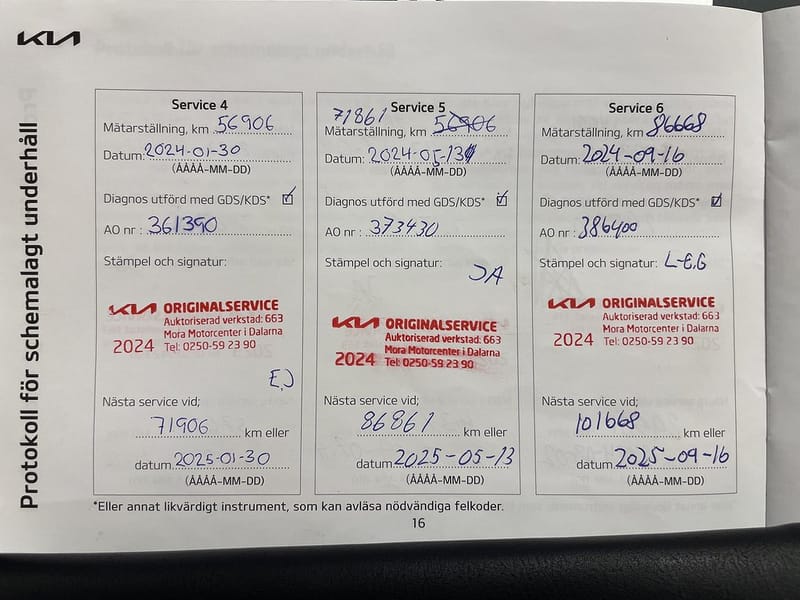 KIA
Protokoll för schemalagt underhåll
Service 4
Mätarställning, km 56906
Datum: 2024-01-30
(ÅÅÅÅ-MM-DD)
Diagnos utförd med GDS/KDS* ☑
AO nr : 361390
Stämpel och signatur:
KIA ORIGINALSERVICE
Auktoriserad verkstad: 663
Mora Motorcenter i Dalarna
2024 Tel: 0250-59 23 90
E.J
Nästa service vid;
71906 km eller
datum 2025-01-30
(ÅÅÅÅ-MM-DD)
Service 5
71861
Mätarställning, km 56906
Datum: 2024-05-13
(ÅÅÅÅ-MM-DD)
Diagnos utförd med GDS/KDS* ☑
AO nr : 373430
Stämpel och signatur:
JA
KIA ORIGINALSERVICE
Auktoriserad verkstad: 663
Mora Motorcenter i Dalarna
2024 Tel: 0250-59 23 90
Nästa service vid;
86861 km eller
datum 2025-05-13
(ÅÅÅÅ-MM-DD)
Service 6
Mätarställning, km 86668
Datum: 2024-09-16
(ÅÅÅÅ-MM-DD)
Diagnos utförd med GDS/KDS* ☑
AO nr : 386400
Stämpel och signatur: L-E.G
KIA ORIGINALSERVICE
Auktoriserad verkstad: 663
Mora Motorcenter i Dalarna
2024 Tel: 0250-59 23 90
Nästa service vid;
101668 km eller
datum 2025-09-16
(ÅÅÅÅ-MM-DD)
*Eller annat likvärdigt instrument, som kan avläsa nödvändiga felkoder.
16